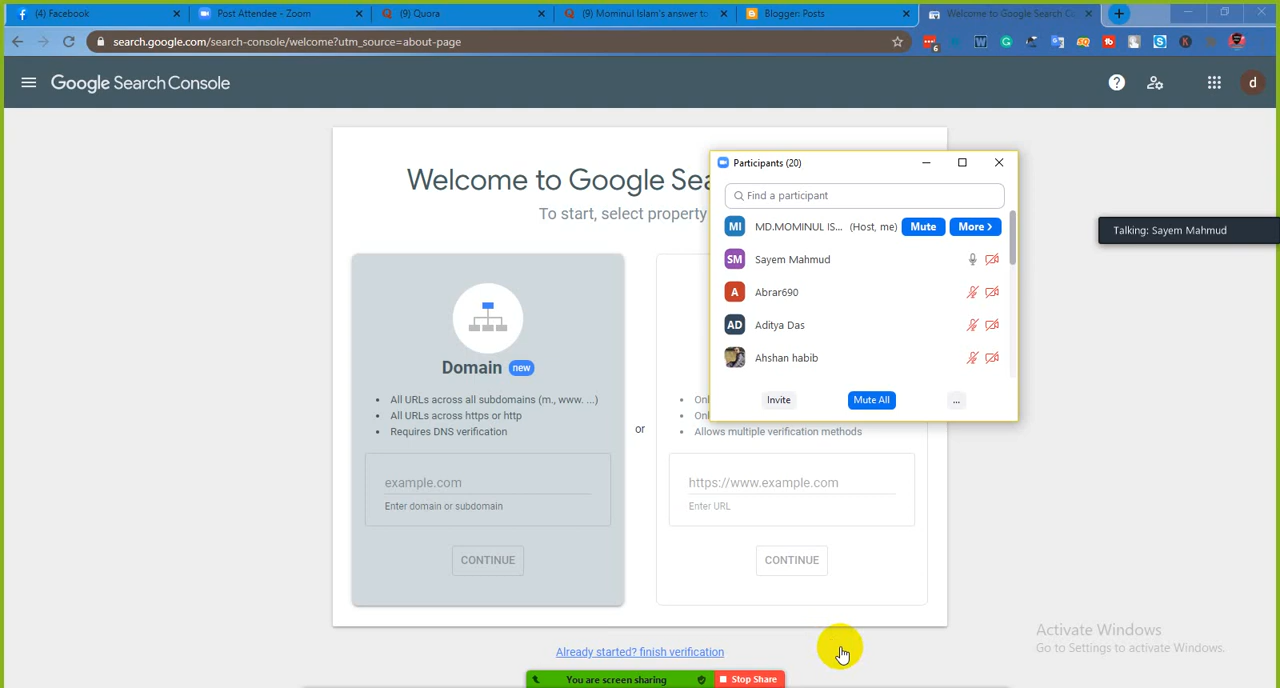 (4) Facebook
Post Attendee - Zoom
(9) Quora
(9) Mominul Islam's answer to
Blogger: Posts
Welcome to Google Search Co
search.google.com/search-console/welcome?utm_source=about-page
6
Google Search Console
d
Welcome to Google Sea
To start, select property
Participants (20)
Find a participant
MI MD.MOMINUL IS... (Host, me) Mute More >
SM Sayem Mahmud
A Abrar690
AD Aditya Das
Ahshan habib
Invite Mute All ...
Talking: Sayem Mahmud
Domain new
• All URLs across all subdomains (m., www. ...)
• All URLs across https or http
• Requires DNS verification
example.com
Enter domain or subdomain
CONTINUE
or
• Onl
• Onl
• Allows multiple verification methods
https://www.example.com
Enter URL
CONTINUE
Already started? finish verification
Activate Windows
Go to Settings to activate Windows.
You are screen sharing Stop Share